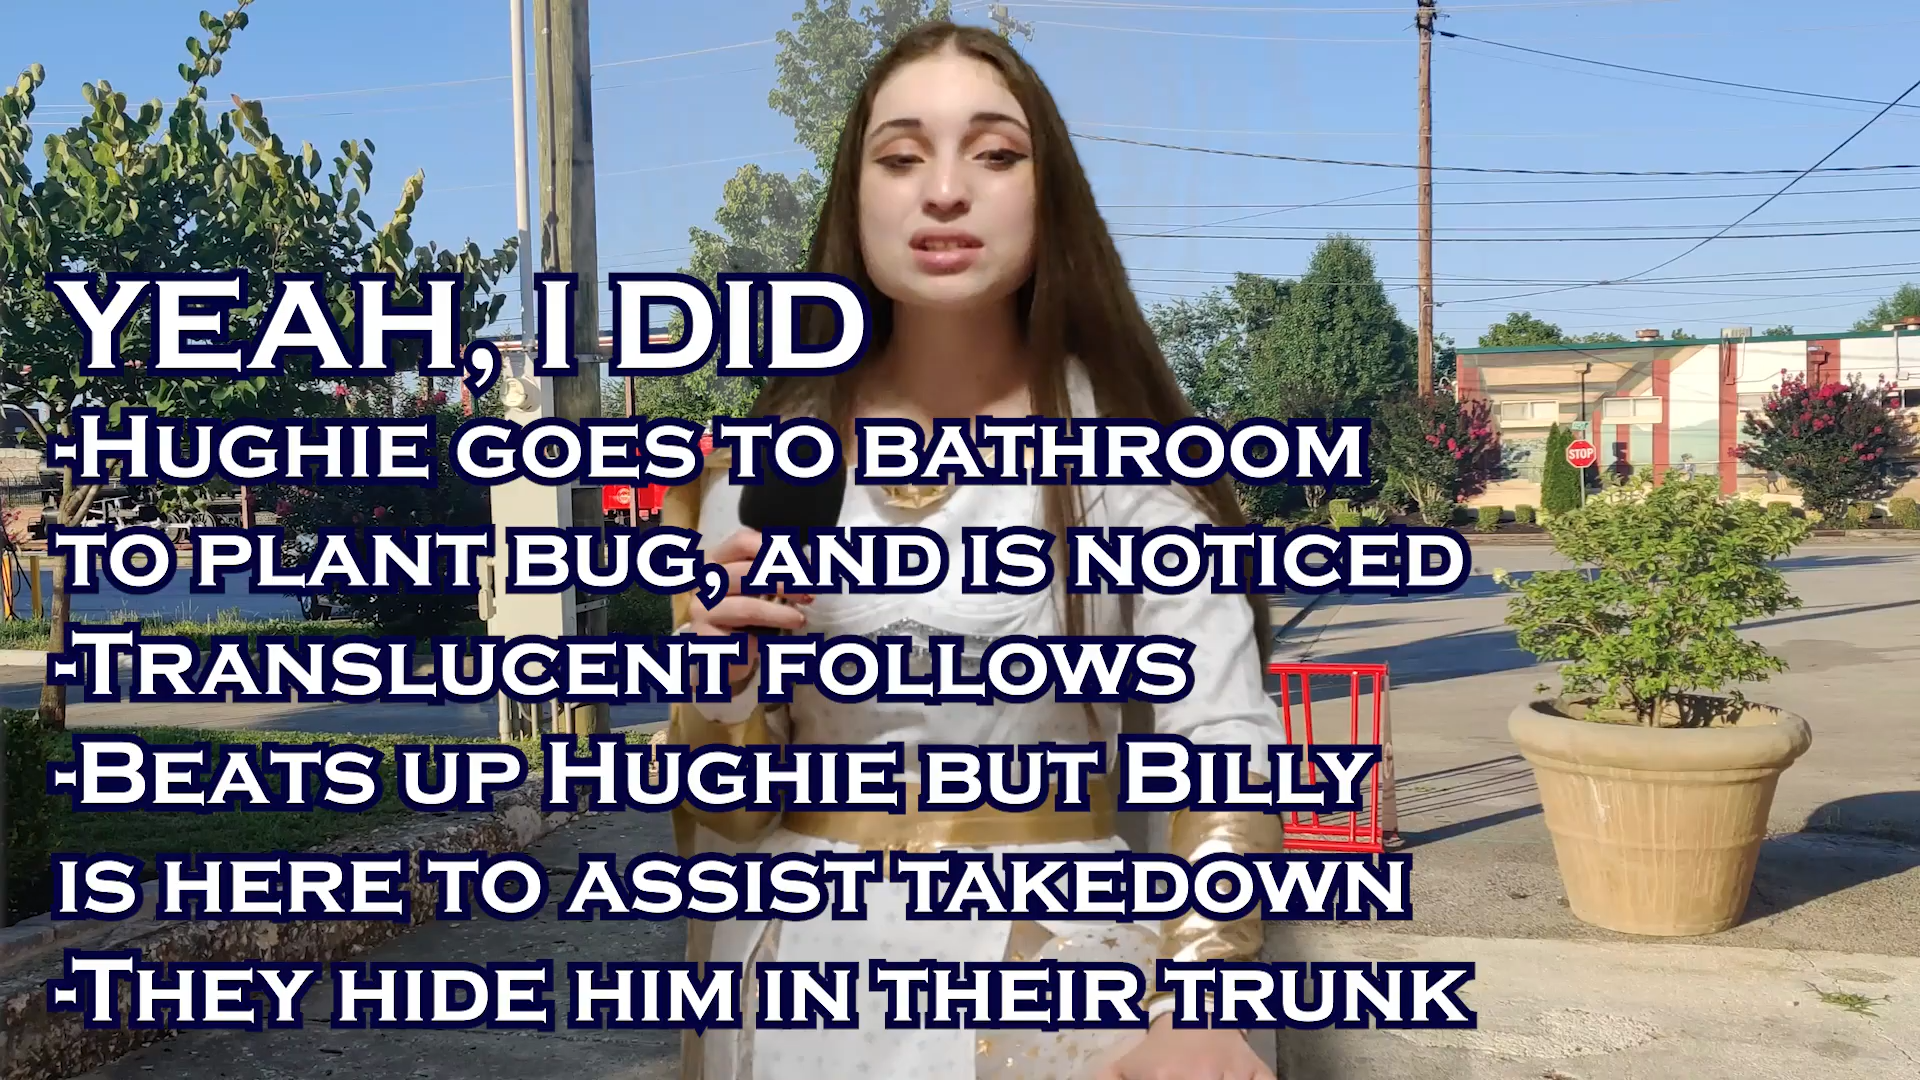 YEAH, I DID
-HUGHIE GOES TO BATHROOM
TO PLANT BUG, AND IS NOTICED
-TRANSLUCENT FOLLOWS
-BEATS UP HUGHIE BUT BILLY
IS HERE TO ASSIST TAKEDOWN
-THEY HIDE HIM IN THEIR TRUNK
STOP